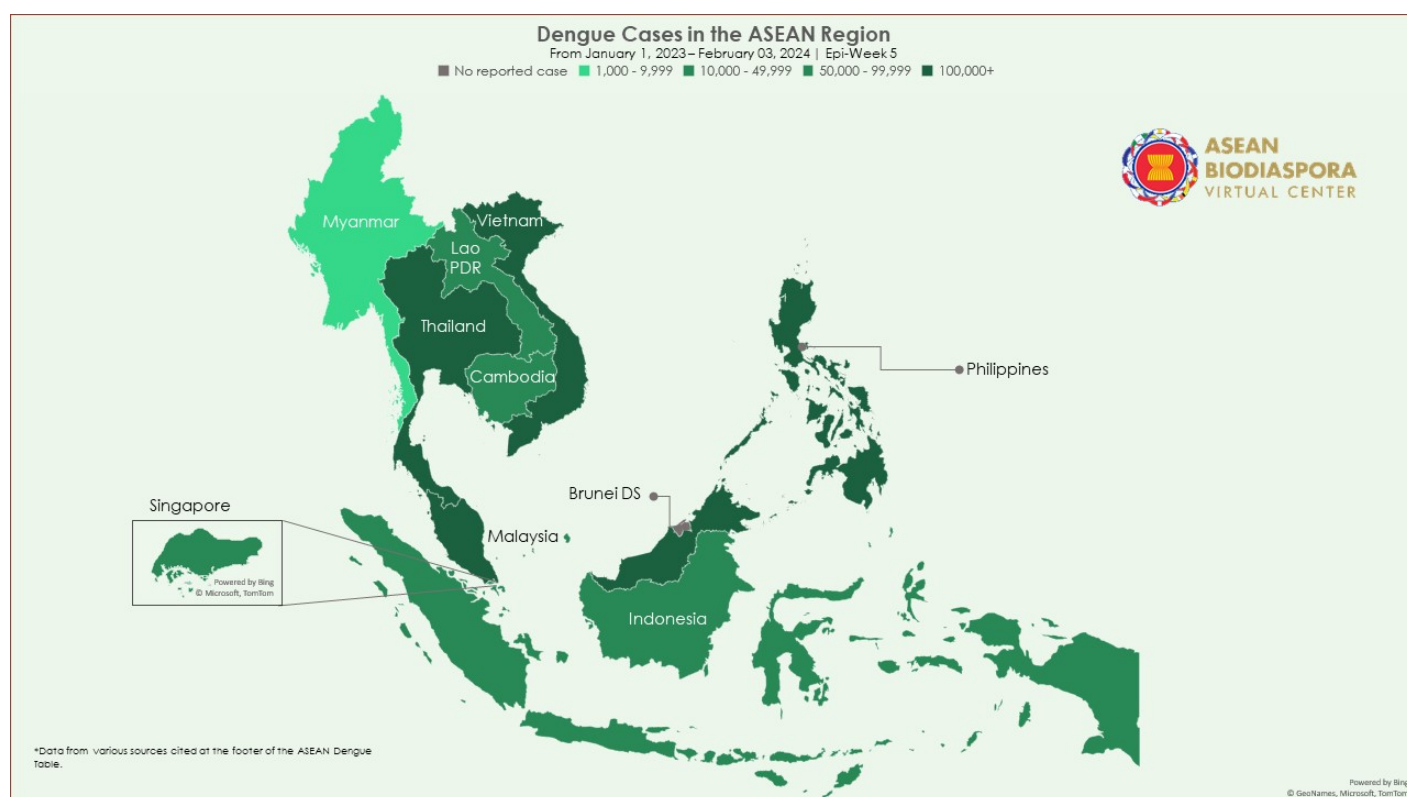 Dengue Cases in the ASEAN Region
From January 1, 2023 – February 03, 2024 | Epi-Week 5
No reported case 1,000 - 9,999 10,000 - 49,999 50,000 - 99,999 100,000+
ASEAN
BIODIASPORA
VIRTUAL CENTER
Myanmar
Vietnam
Lao
PDR
Thailand
Cambodia
Philippines
Brunei DS
Singapore
Malaysia
Powered by Bing
© Microsoft, TomTom
Indonesia
*Data from various sources cited at the footer of the ASEAN Dengue
Table.
Powered by Bing
© GeoNames, Microsoft, TomTom